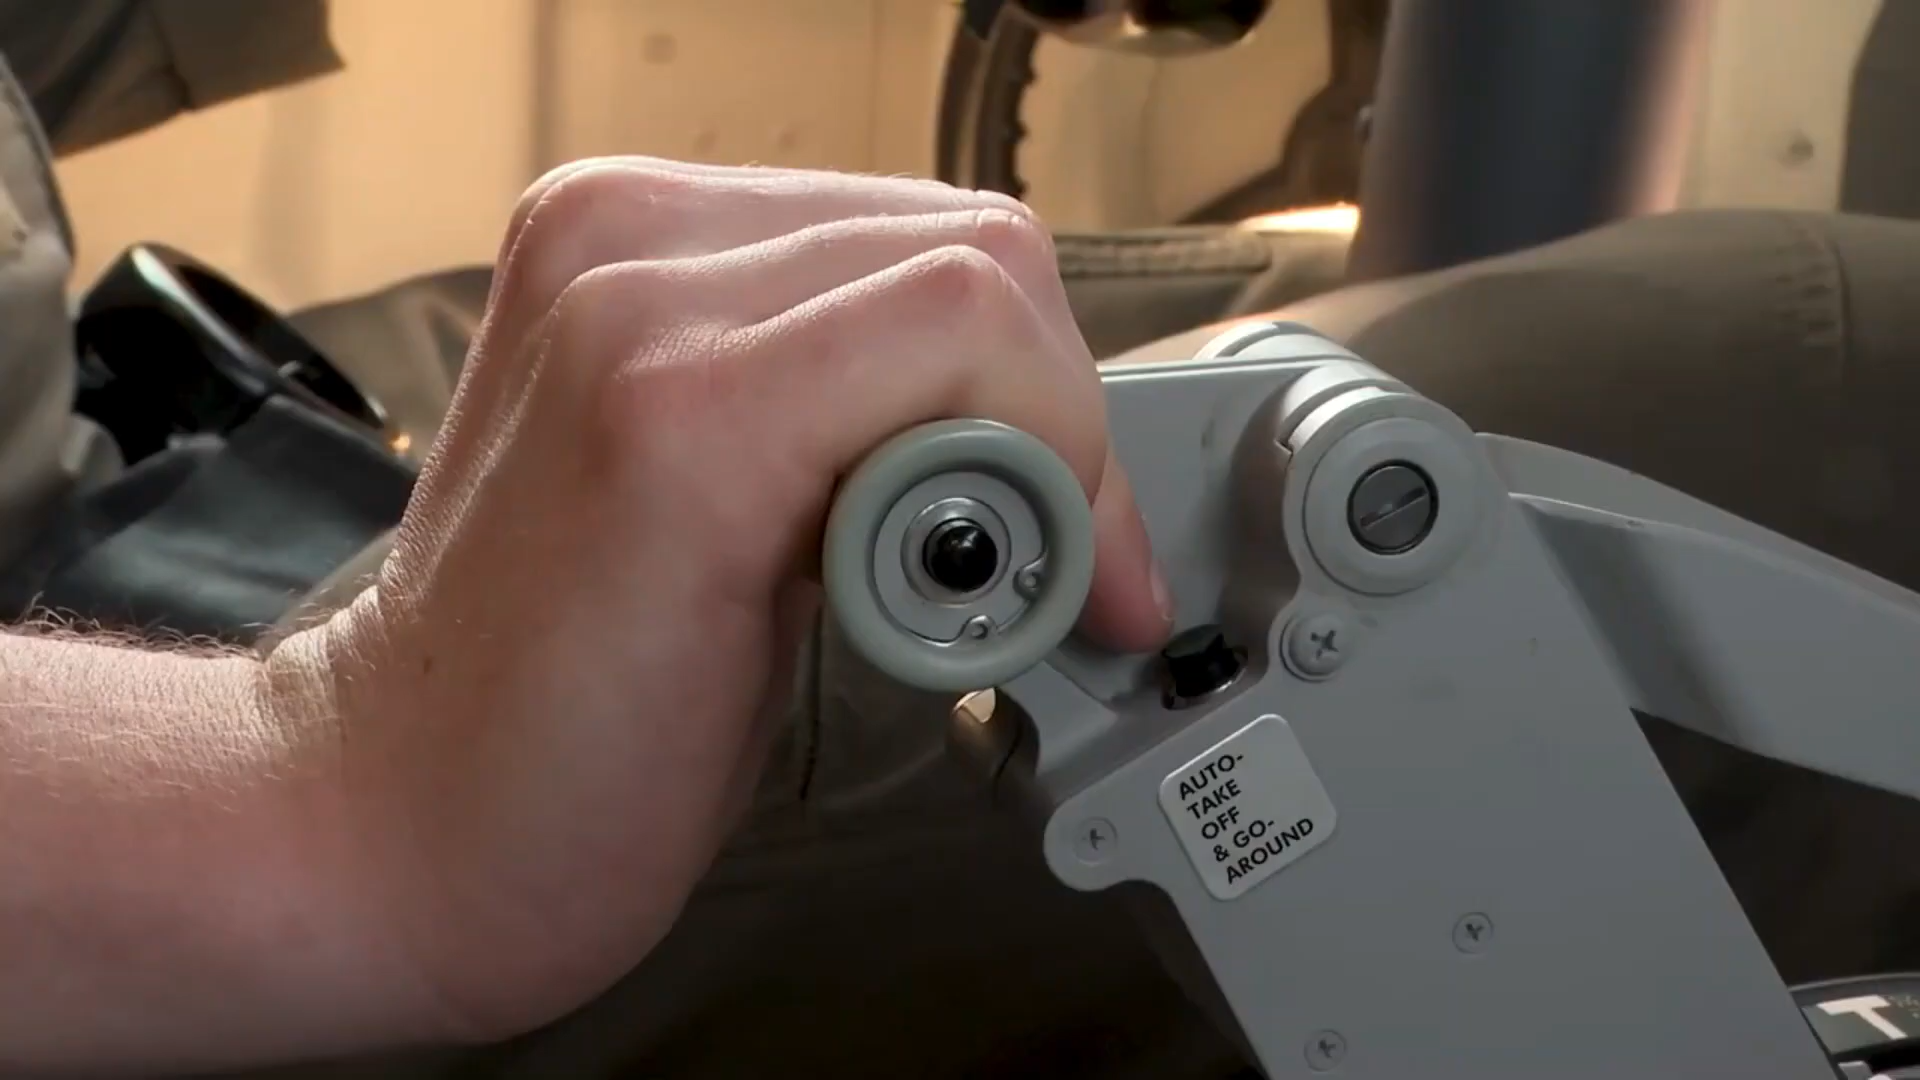 AUTO-
TAKE
OFF
& GO-
AROUND
T